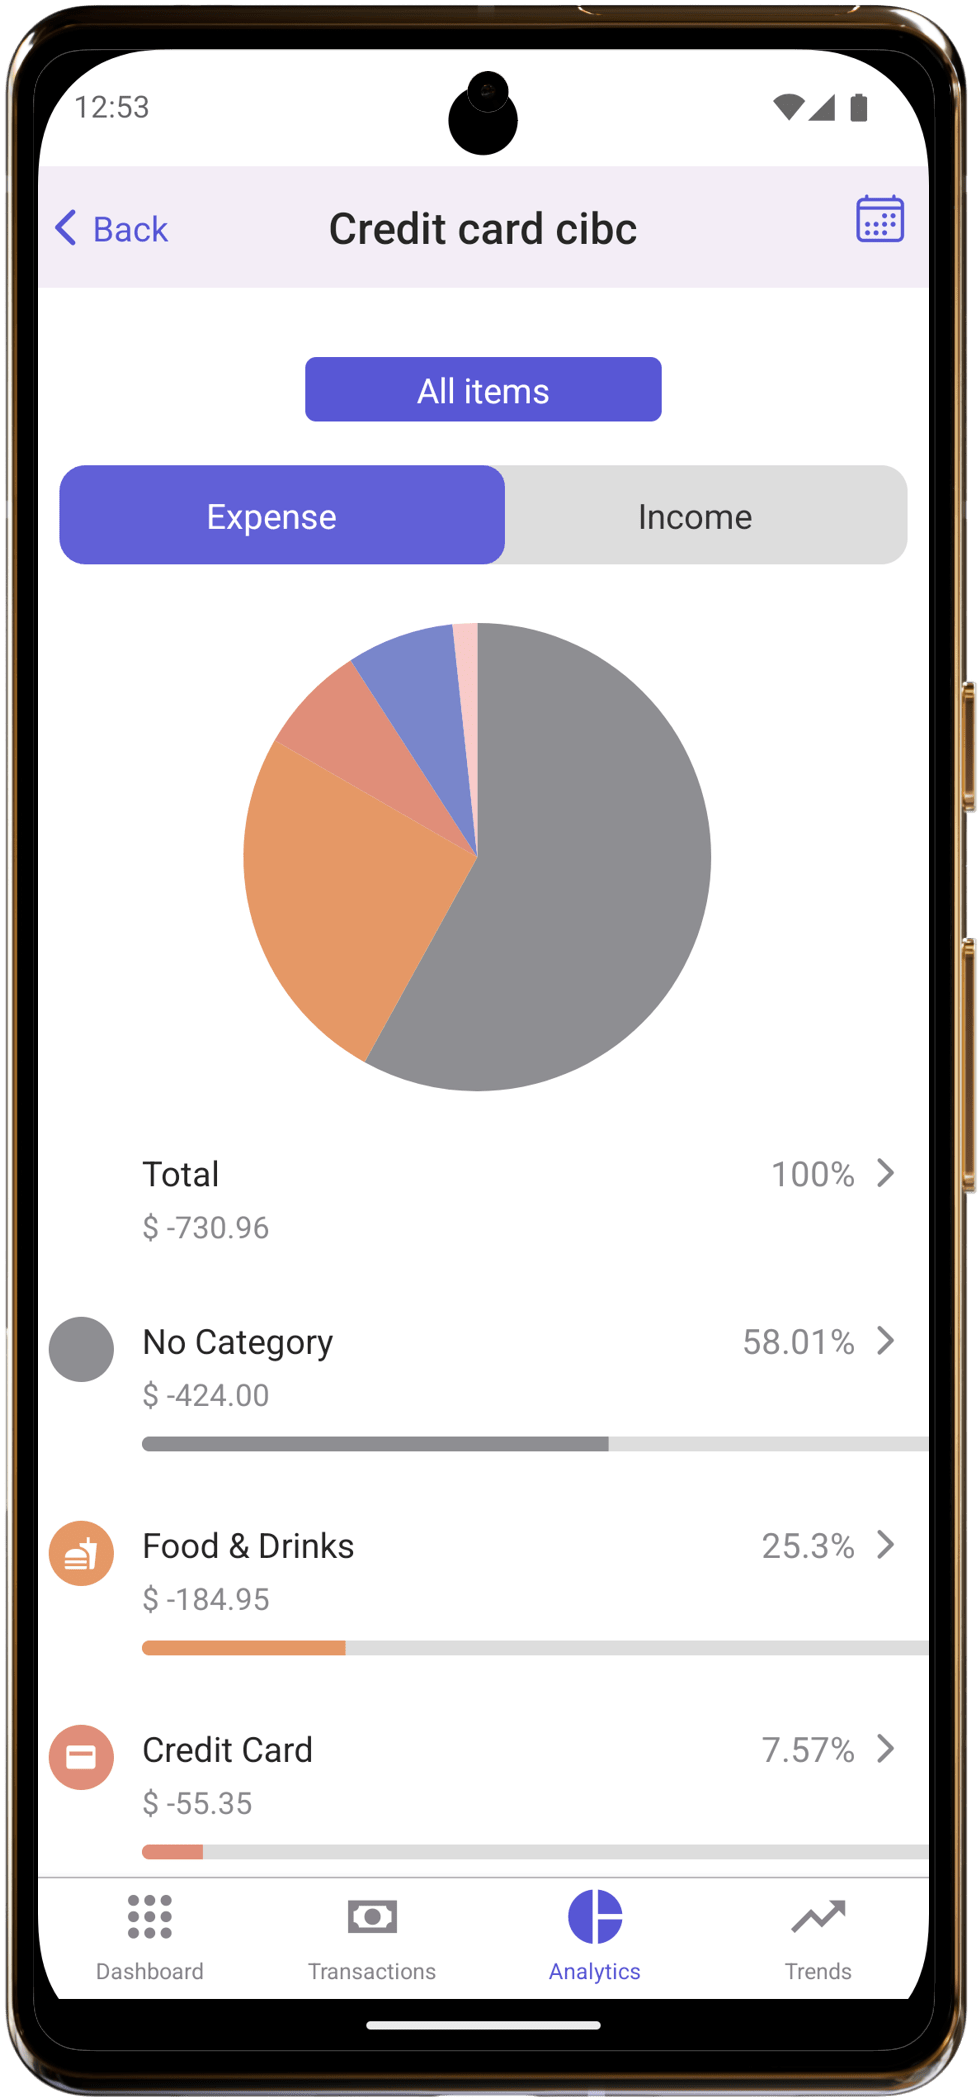 12:53
Back
Credit card cibc
All items
Expense
Income
Total
100%
$ -730.96
No Category
58.01%
$ -424.00
Food & Drinks
25.3%
$ -184.95
Credit Card
7.57%
$ -55.35
Dashboard
Transactions
Analytics
Trends